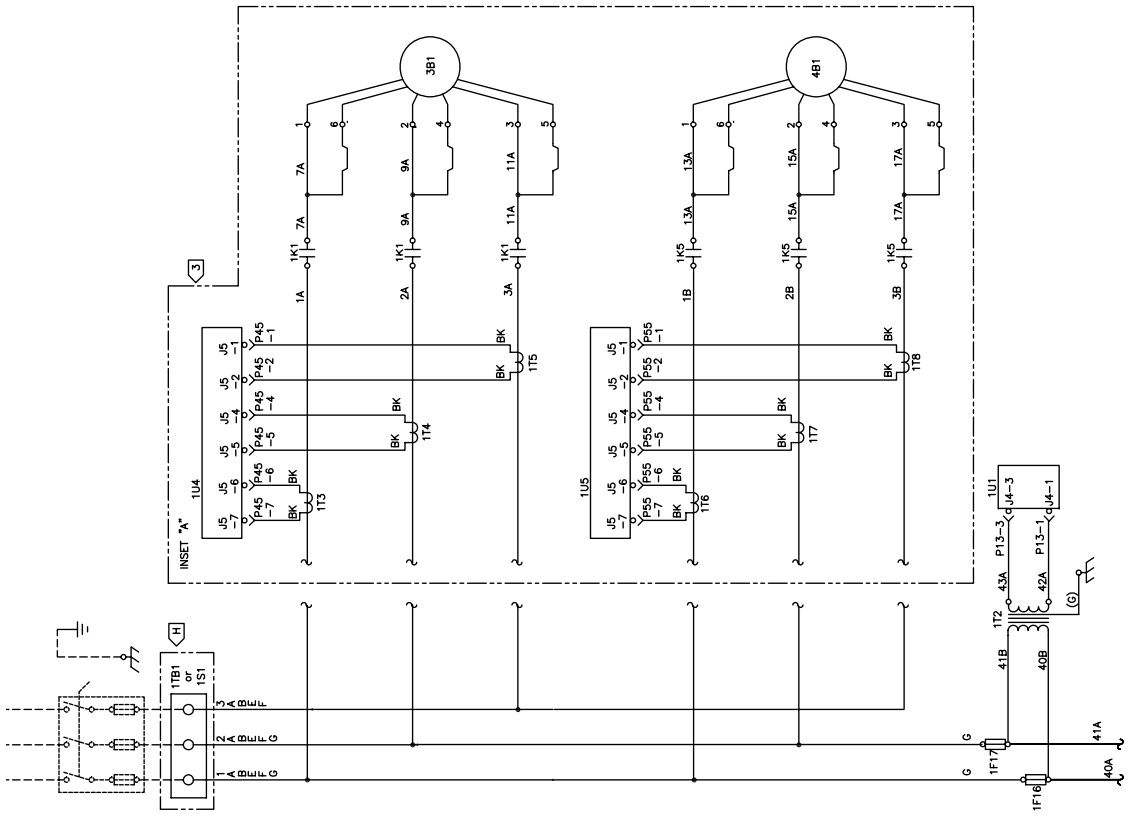 3B1
4B1
1
6
2
4
3
5
1
6
2
4
3
5
7A
9A
11A
13A
15A
17A
7A
9A
11A
13A
15A
17A
1K1
1K1
1K1
1K5
1K5
1K5
3
1A
2A
3A
1B
2B
3B
J5 -1
P45 -1
J5 -2
P45 -2
J5 -4
P45 -4
J5 -5
P45 -5
J5 -6
P45 -6
J5 -7
P45 -7
BK
BK
1T5
BK
BK
1T4
BK
BK
1T3
1U4
INSET "A"
J5 -1
P55 -1
J5 -2
P55 -2
J5 -4
P55 -4
J5 -5
P55 -5
J5 -6
P55 -6
J5 -7
P55 -7
BK
BK
1T8
BK
BK
1T7
BK
BK
1T6
1U5
1U1
J4-3
J4-1
P13-3
P13-1
43A
42A
1T2
(G)
41B
40B
H
1TB1
or
1S1
3 A B E F
2 A B E F G
1 A B E F G
G
1F17
41A
G
1F16
40A